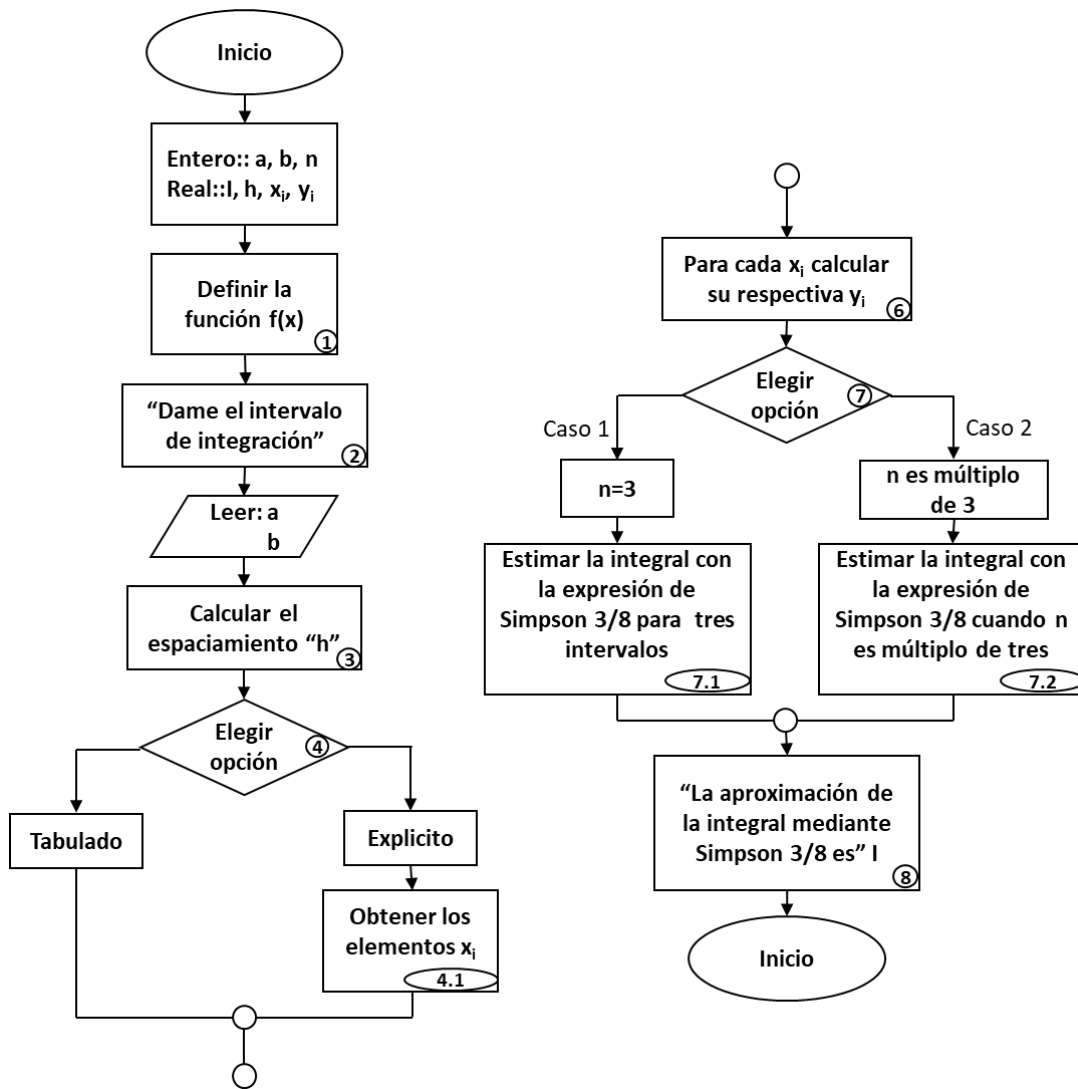 Inicio
Entero:: a, b, n
Real::I, h, xi, yi
Definir la
función f(x)
1
“Dame el intervalo
de integración”
2
Leer: a
b
Calcular el
espaciamiento “h”
3
Elegir
opción
4
Tabulado
Explicito
Obtener los
elementos xi
4.1
Para cada xi calcular
su respectiva yi
6
Elegir
opción
7
Caso 1
Caso 2
n=3
n es múltiplo
de 3
Estimar la integral con
la expresión de
Simpson 3/8 para tres
intervalos
7.1
Estimar la integral con
la expresión de
Simpson 3/8 cuando n
es múltiplo de tres
7.2
“La aproximación de
la integral mediante
Simpson 3/8 es” I
8
Inicio